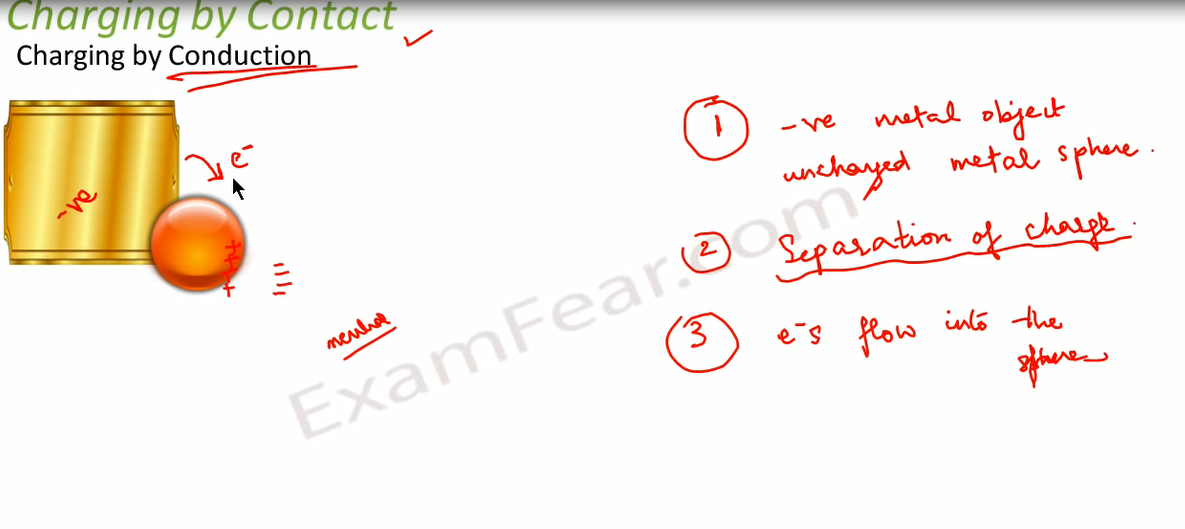 Charging by Contact
Charging by Conduction
1 -ve metal object
uncharged metal sphere.
e⁻
-ve
2 Separation of charge.
+
+
+
+
neutral
3 e⁻s flow into the
sphere
ExamFear.com